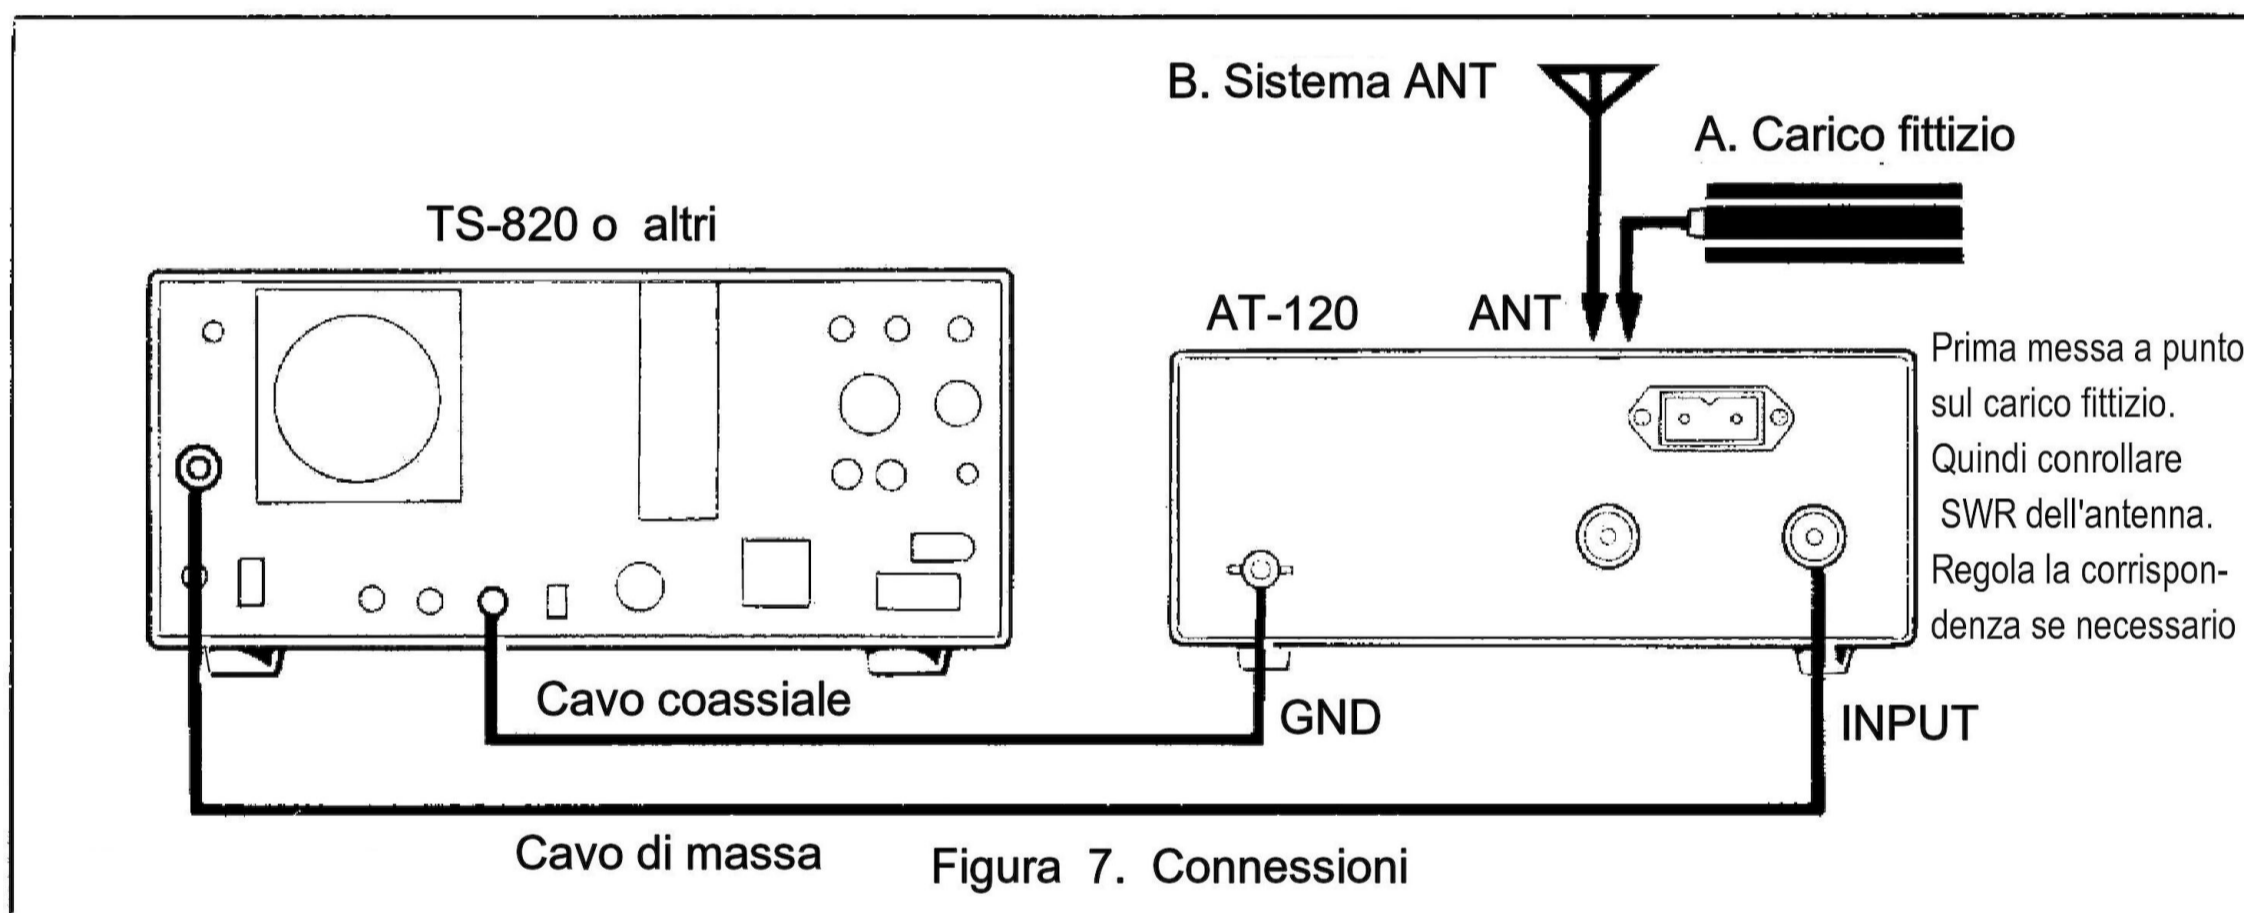 B. Sistema ANT
A. Carico fittizio
TS-820 o altri
AT-120
ANT
Prima messa a punto
sul carico fittizio.
Quindi conrollare
SWR dell'antenna.
Regola la corrispon-
denza se necessario
Cavo coassiale
GND
INPUT
Cavo di massa
Figura 7. Connessioni